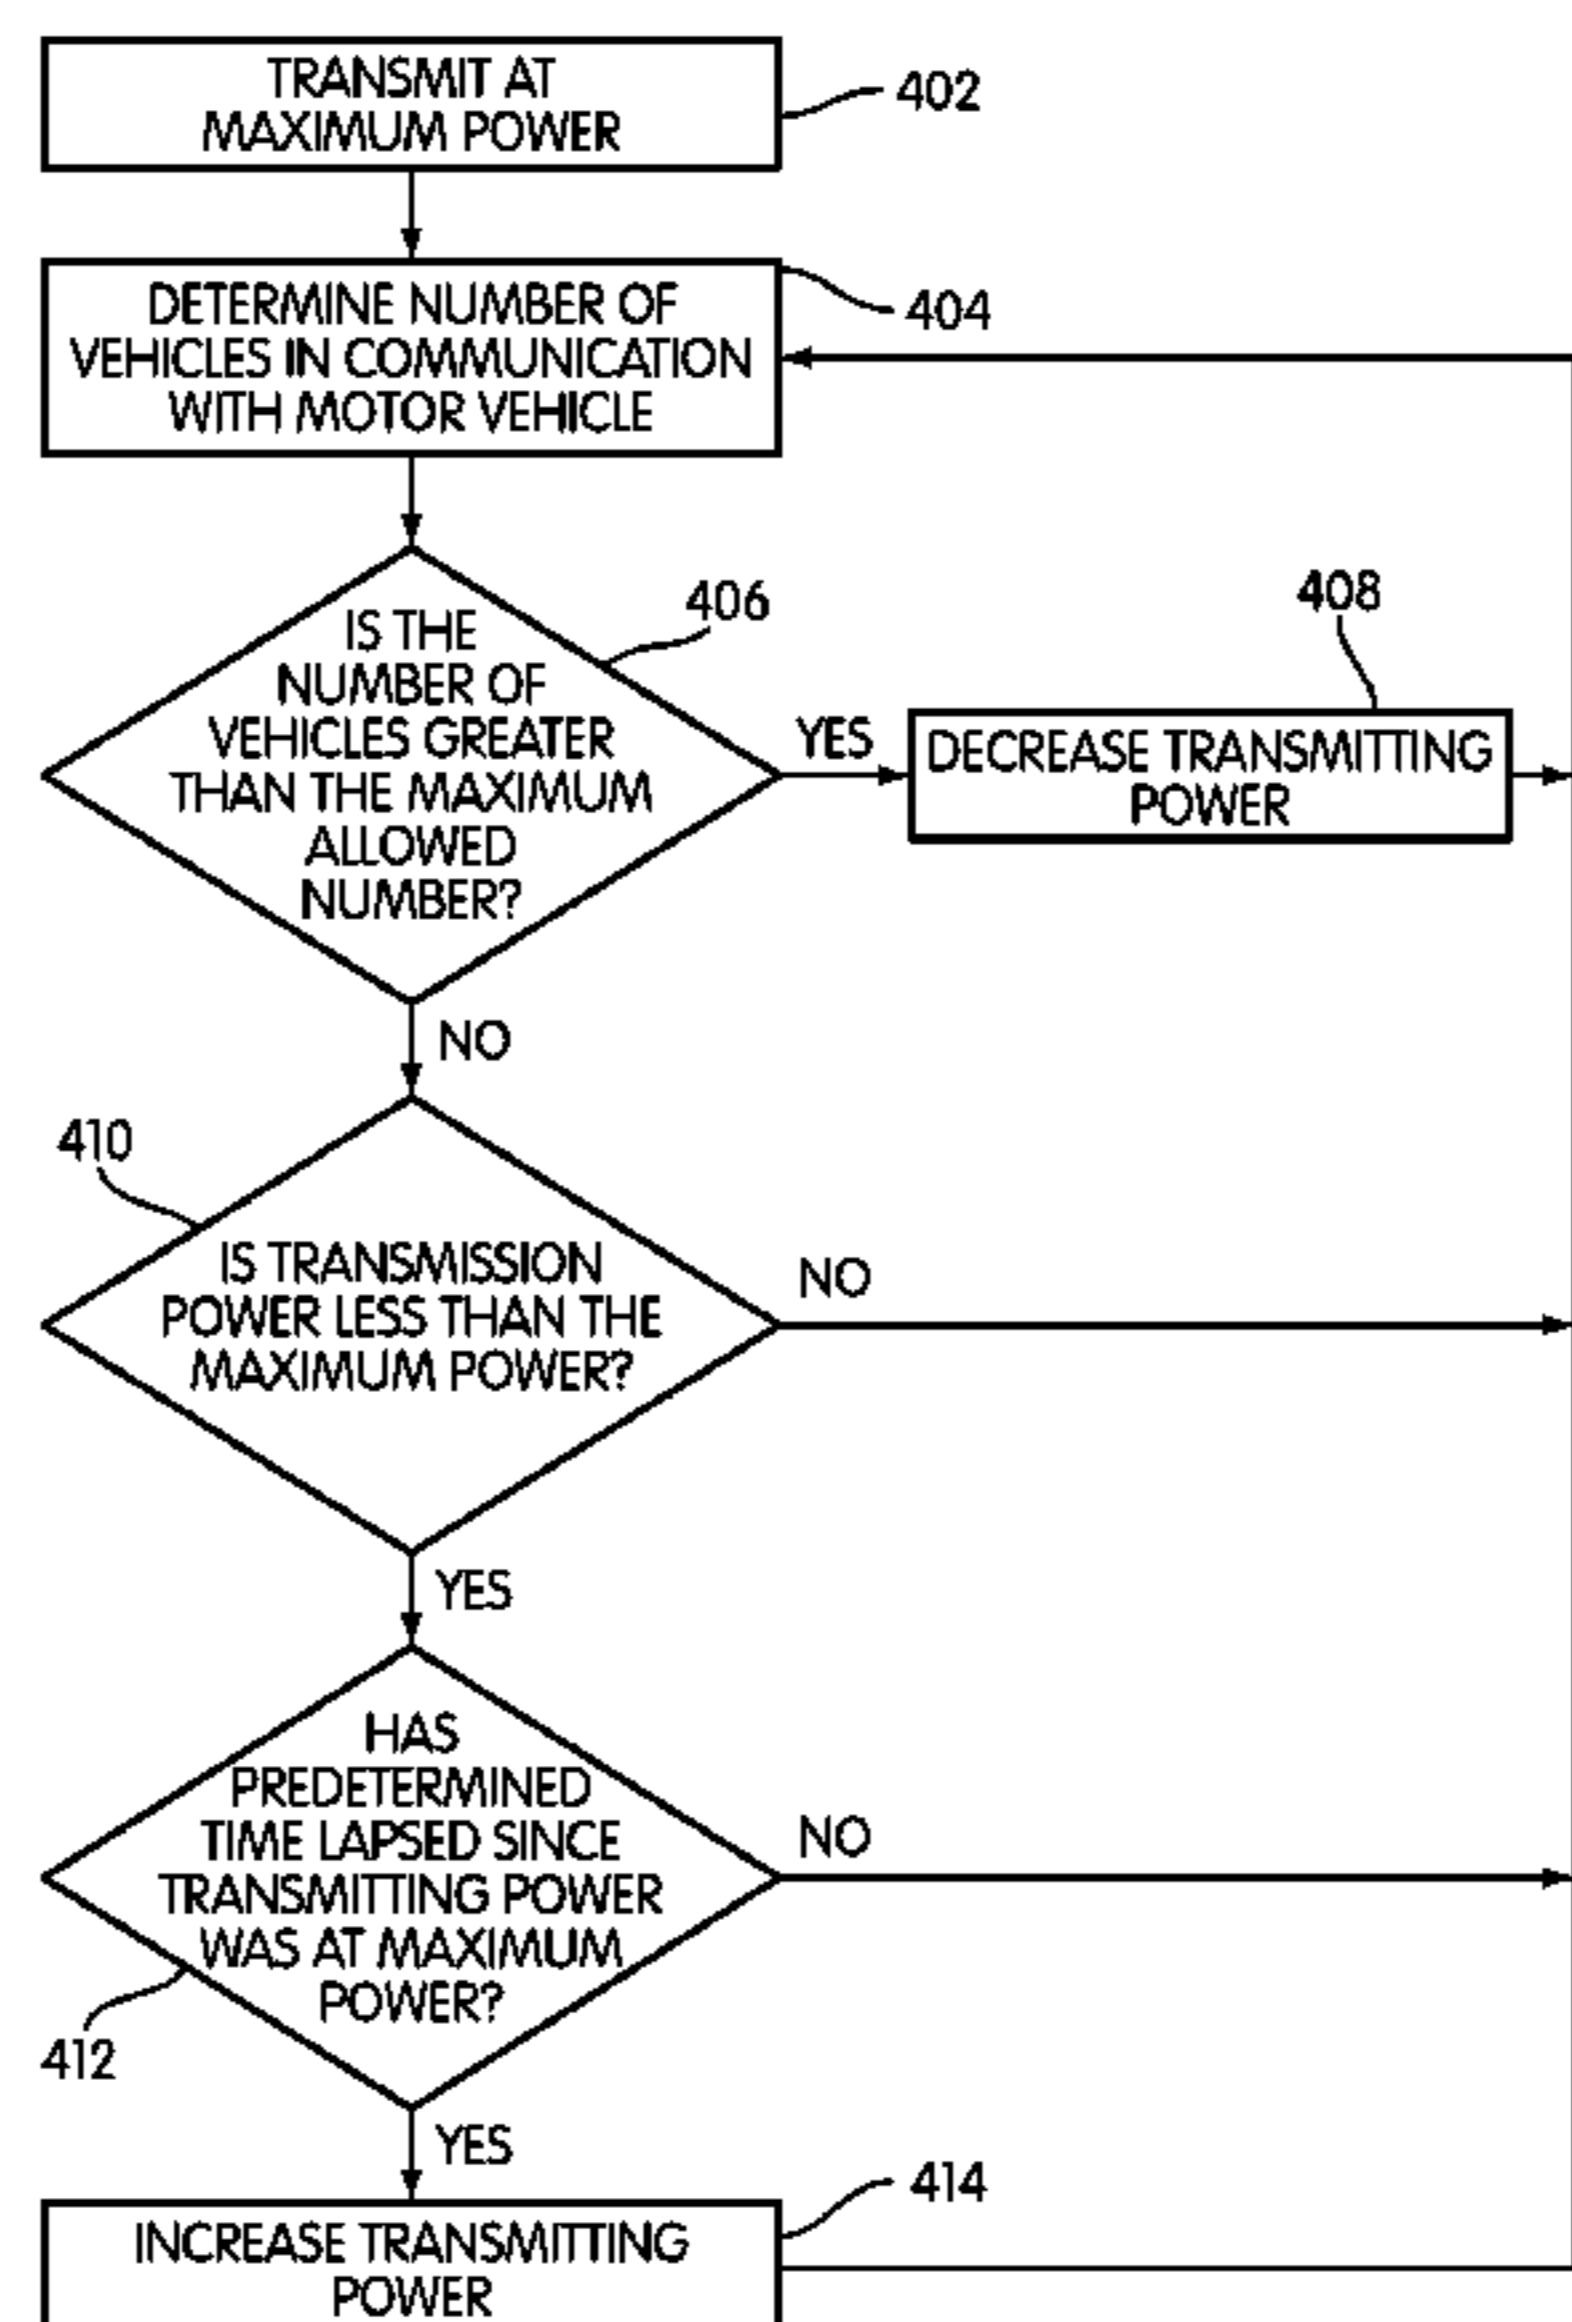 TRANSMIT AT
MAXIMUM POWER
402
DETERMINE NUMBER OF
VEHICLES IN COMMUNICATION
WITH MOTOR VEHICLE
404
IS THE
NUMBER OF
VEHICLES GREATER
THAN THE MAXIMUM
ALLOWED
NUMBER?
406
YES
408
DECREASE TRANSMITTING
POWER
NO
410
IS TRANSMISSION
POWER LESS THAN THE
MAXIMUM POWER?
NO
YES
HAS
PREDETERMINED
TIME LAPSED SINCE
TRANSMITTING POWER
WAS AT MAXIMUM
POWER?
412
NO
YES
414
INCREASE TRANSMITTING
POWER